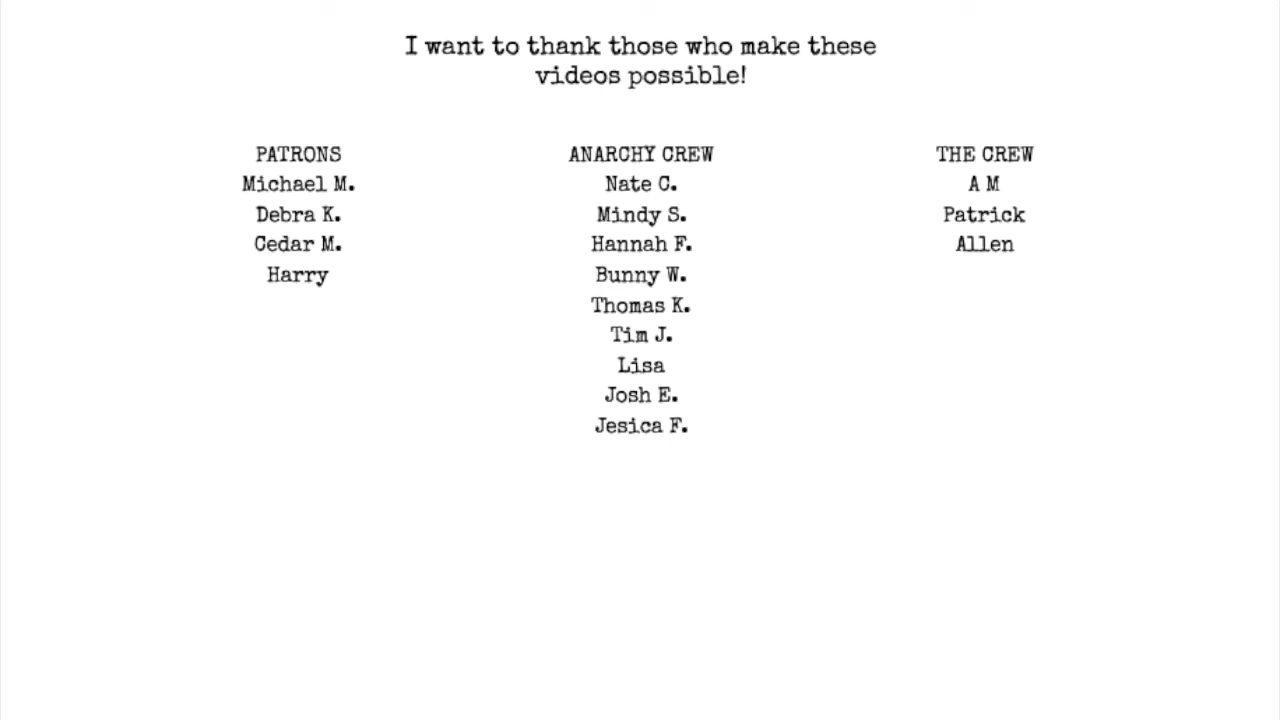 I want to thank those who make these
videos possible!
PATRONS
Michael M.
Debra K.
Cedar M.
Harry
ANARCHY CREW
Nate C.
Mindy S.
Hannah F.
Bunny W.
Thomas K.
Tim J.
Lisa
Josh E.
Jesica F.
THE CREW
A M
Patrick
Allen